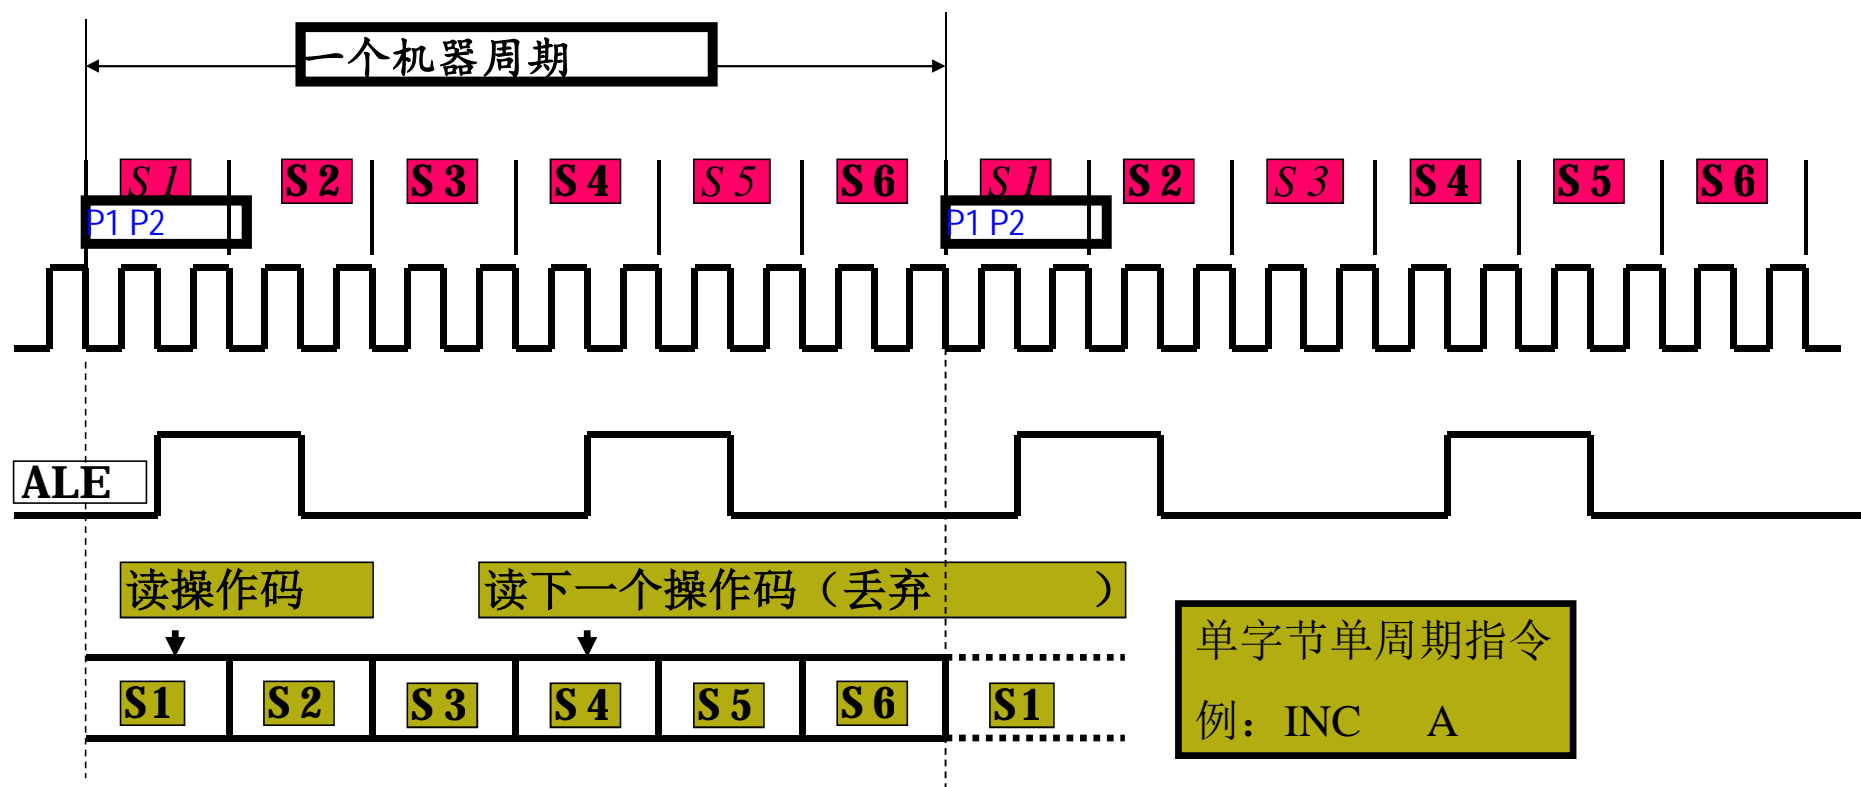 一个机器周期
S1 S2 S3 S4 S5 S6 S1 S2 S3 S4 S5 S6
P1 P2 P1 P2
ALE
读操作码 读下一个操作码（丢弃 ）
单字节单周期指令
S1 S2 S3 S4 S5 S6 S1
例：INC A